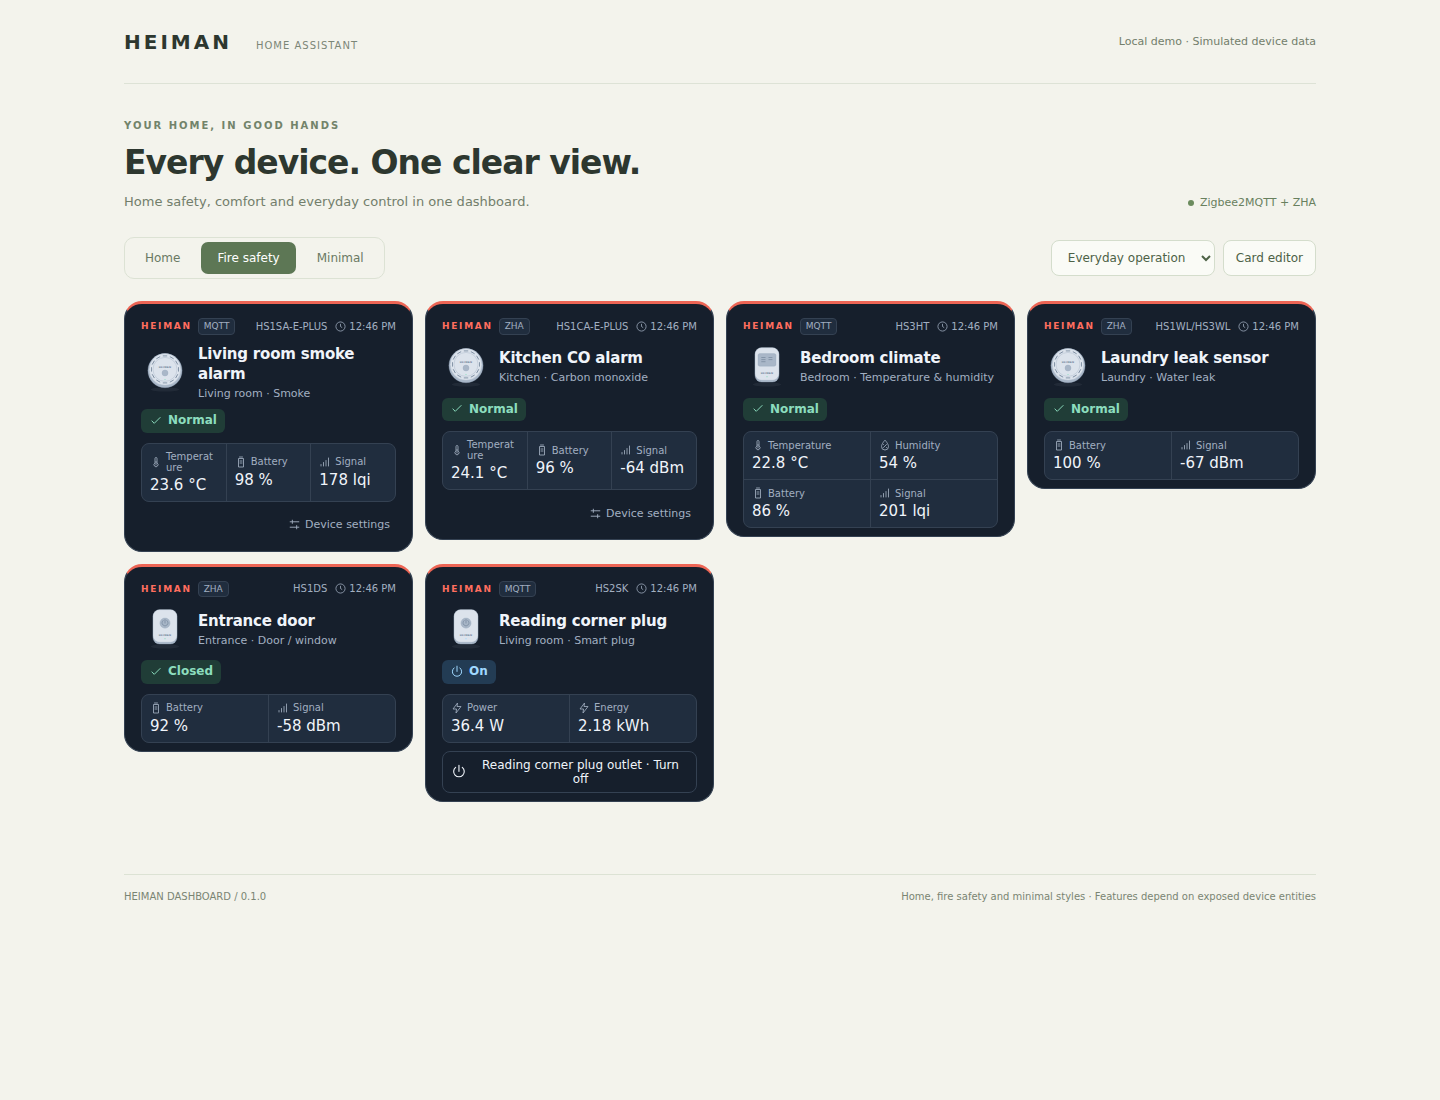 HEIMAN HOME ASSISTANT
Local demo · Simulated device data
YOUR HOME, IN GOOD HANDS
Every device. One clear view.
Home safety, comfort and everyday control in one dashboard.
Zigbee2MQTT + ZHA
Home Fire safety Minimal
Everyday operation Card editor
HEIMAN MQTT HS1SA-E-PLUS 12:46 PM
Living room smoke
alarm
Living room · Smoke
Normal
Temperat
ure
23.6 °C
Battery
98 %
Signal
178 lqi
Device settings
HEIMAN ZHA HS1CA-E-PLUS 12:46 PM
Kitchen CO alarm
Kitchen · Carbon monoxide
Normal
Temperat
ure
24.1 °C
Battery
96 %
Signal
-64 dBm
Device settings
HEIMAN MQTT HS3HT 12:46 PM
Bedroom climate
Bedroom · Temperature & humidity
Normal
Temperature
22.8 °C
Humidity
54 %
Battery
86 %
Signal
201 lqi
HEIMAN ZHA HS1WL/HS3WL 12:46 PM
Laundry leak sensor
Laundry · Water leak
Normal
Battery
100 %
Signal
-67 dBm
HEIMAN ZHA HS1DS 12:46 PM
Entrance door
Entrance · Door / window
Closed
Battery
92 %
Signal
-58 dBm
HEIMAN MQTT HS2SK 12:46 PM
Reading corner plug
Living room · Smart plug
On
Power
36.4 W
Energy
2.18 kWh
Reading corner plug outlet · Turn
off
HEIMAN DASHBOARD / 0.1.0
Home, fire safety and minimal styles · Features depend on exposed device entities